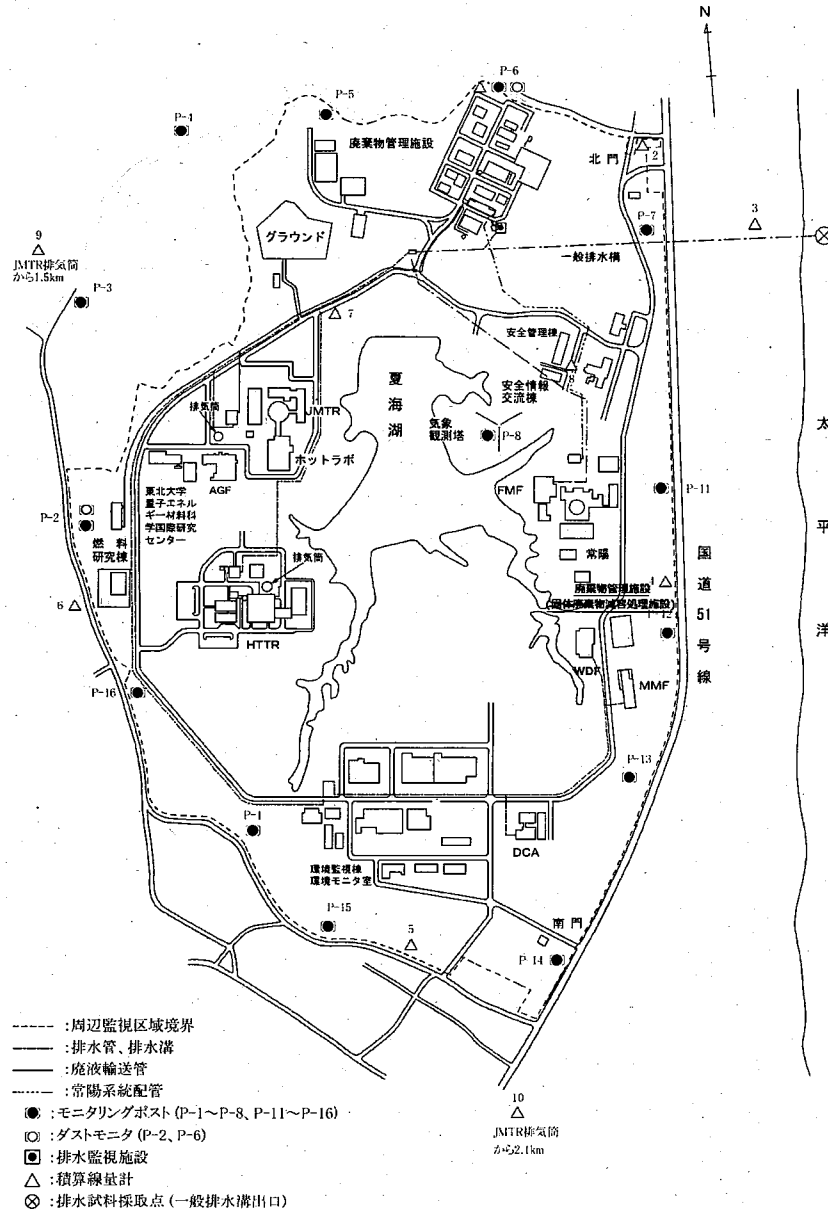 N
P-6
P-5
P-4
廃棄物管理施設
北門
2
3
9
JMTR排気筒
から1.5km
P-7
グラウンド
一般排水構
P-3
7
安全管理棟
8
夏海湖
安全情報
交流棟
排気筒
JMTR
気象
観測塔
P-8
太平洋
ホットラボ
AGF
東北大学
量子エネル
ギー材料科
学国際研究
センター
FMF
P-11
P-2
燃料
研究棟
常陽
国道51号線
排気筒
廃棄物管理施設
(固体廃棄物減容処理施設)
4
6
P-12
HTTR
WDF
MMF
P-16
P-13
P-1
DCA
環境監視棟
環境モニタ室
P-15
5
南門
P-14
10
JMTR排気筒
から2.1km
:周辺監視区域境界
:排水管、排水溝
:廃液輸送管
:常陽系統配管
:モニタリングポスト(P-1～P-8、P-11～P-16)
:ダストモニタ(P-2、P-6)
:排水監視施設
:積算線量計
:排水試料採取点(一般排水溝出口)